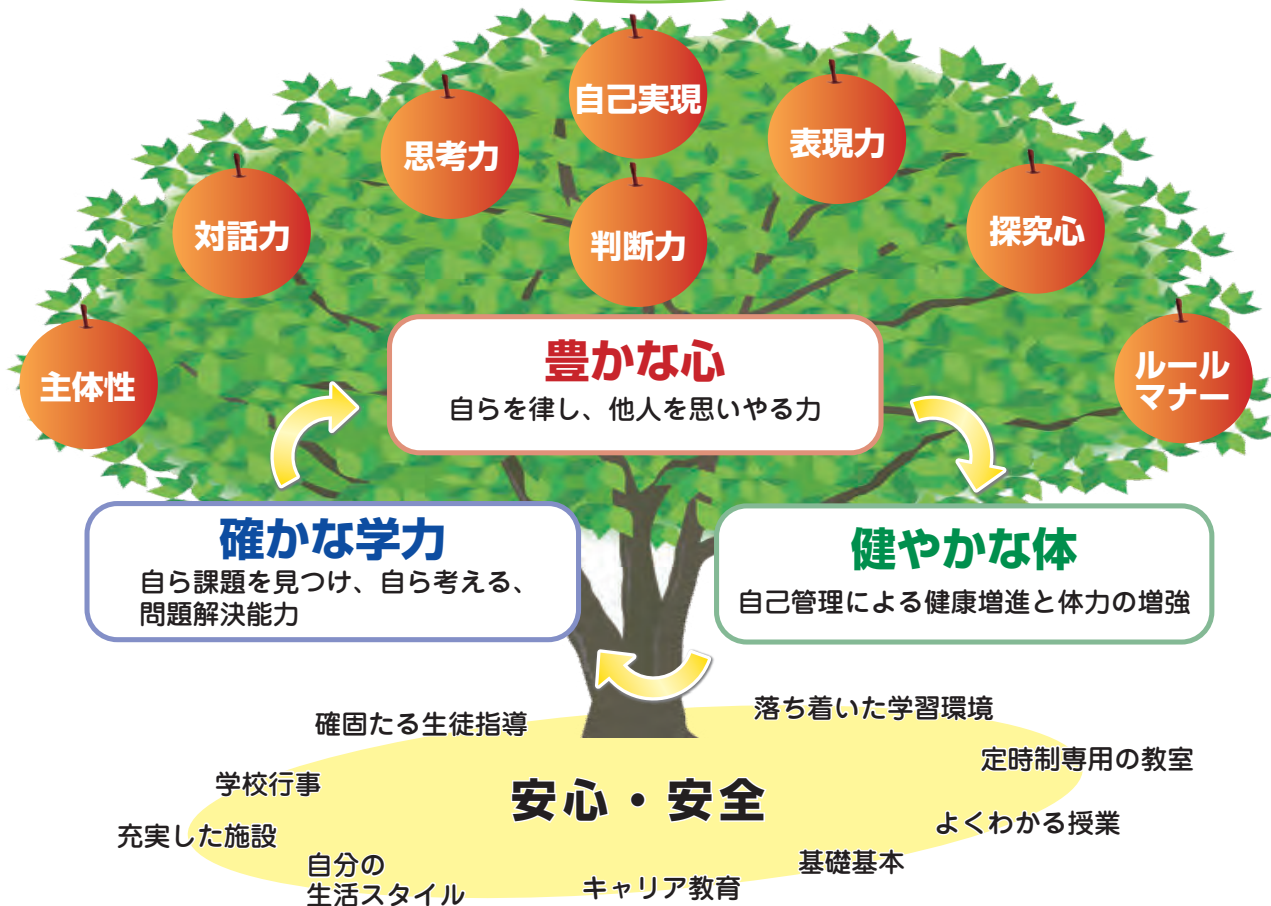 自己実現
思考力
表現力
対話力
判断力
探究心
主体性
ルール
マナー
豊かな心
自らを律し、他人を思いやる力
確かな学力
自ら課題を見つけ、自ら考える、
問題解決能力
健やかな体
自己管理による健康増進と体力の増強
確固たる生徒指導
落ち着いた学習環境
学校行事
定時制専用の教室
安心・安全
充実した施設
よくわかる授業
自分の
生活スタイル
キャリア教育
基礎基本